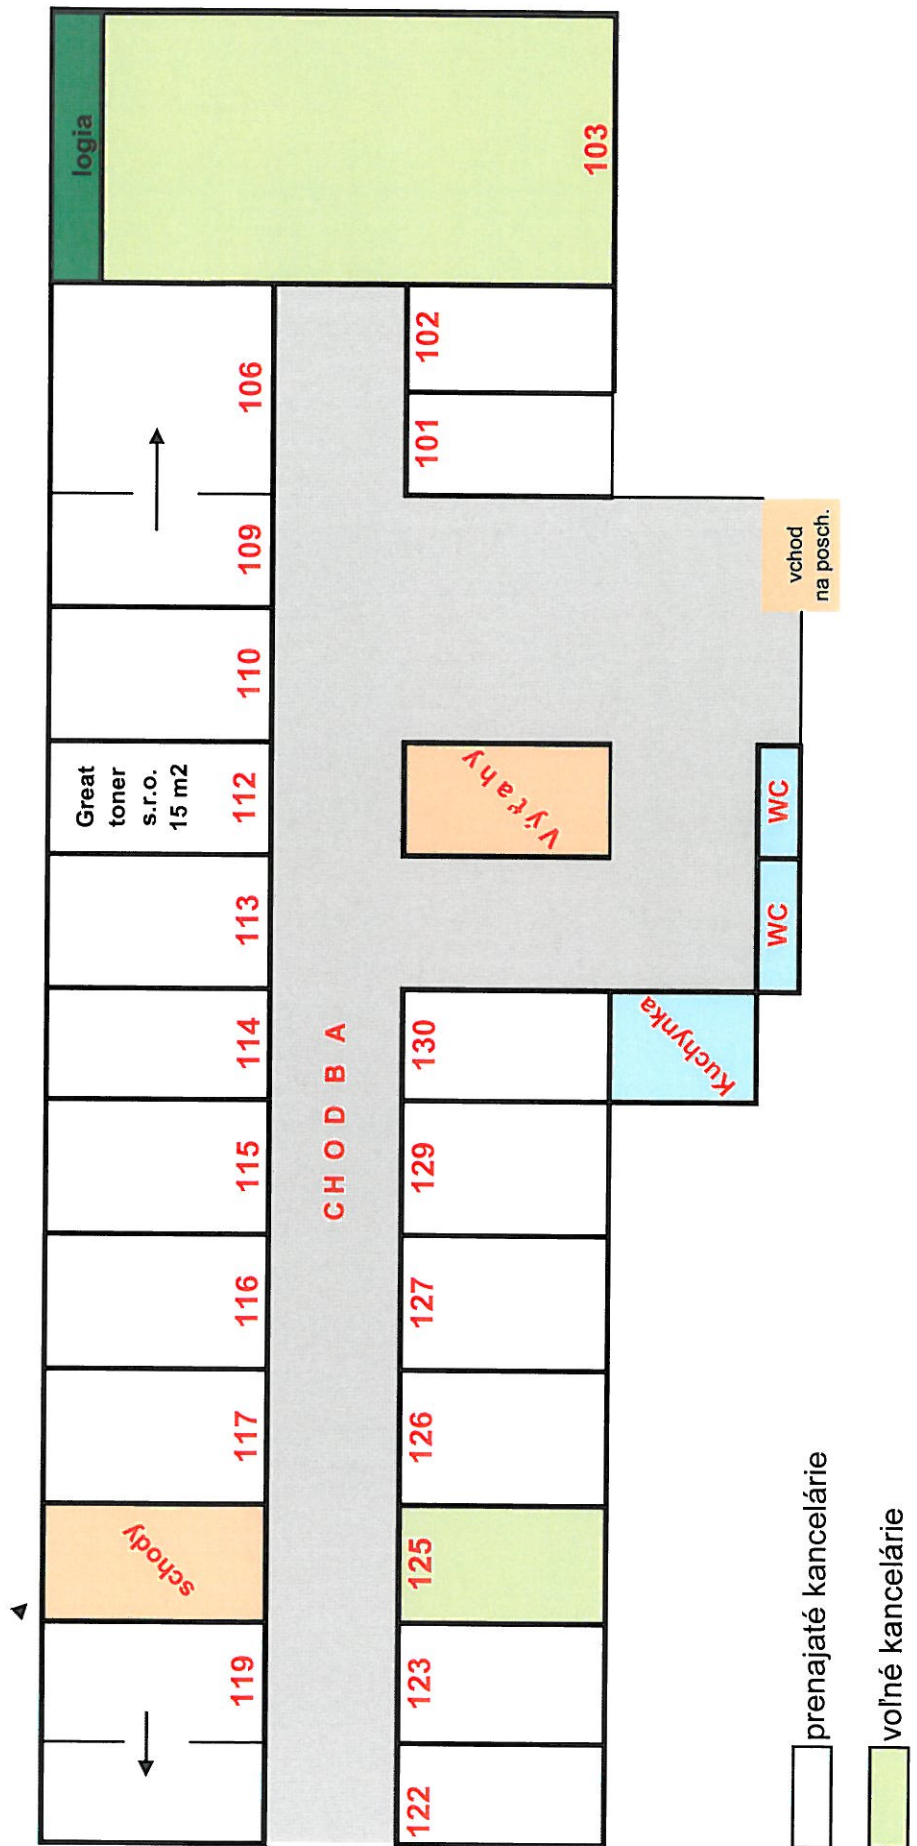 119
schody
117
116
115
114
113
Great
toner
s.r.o.
15 m2
112
110
109
106
logia
CHODBA
122
123
125
126
127
129
130
Výťahy
101
102
103
Kuchynka
WC
WC
vchod
na posch.
prenajaté kancelárie
voľné kancelárie